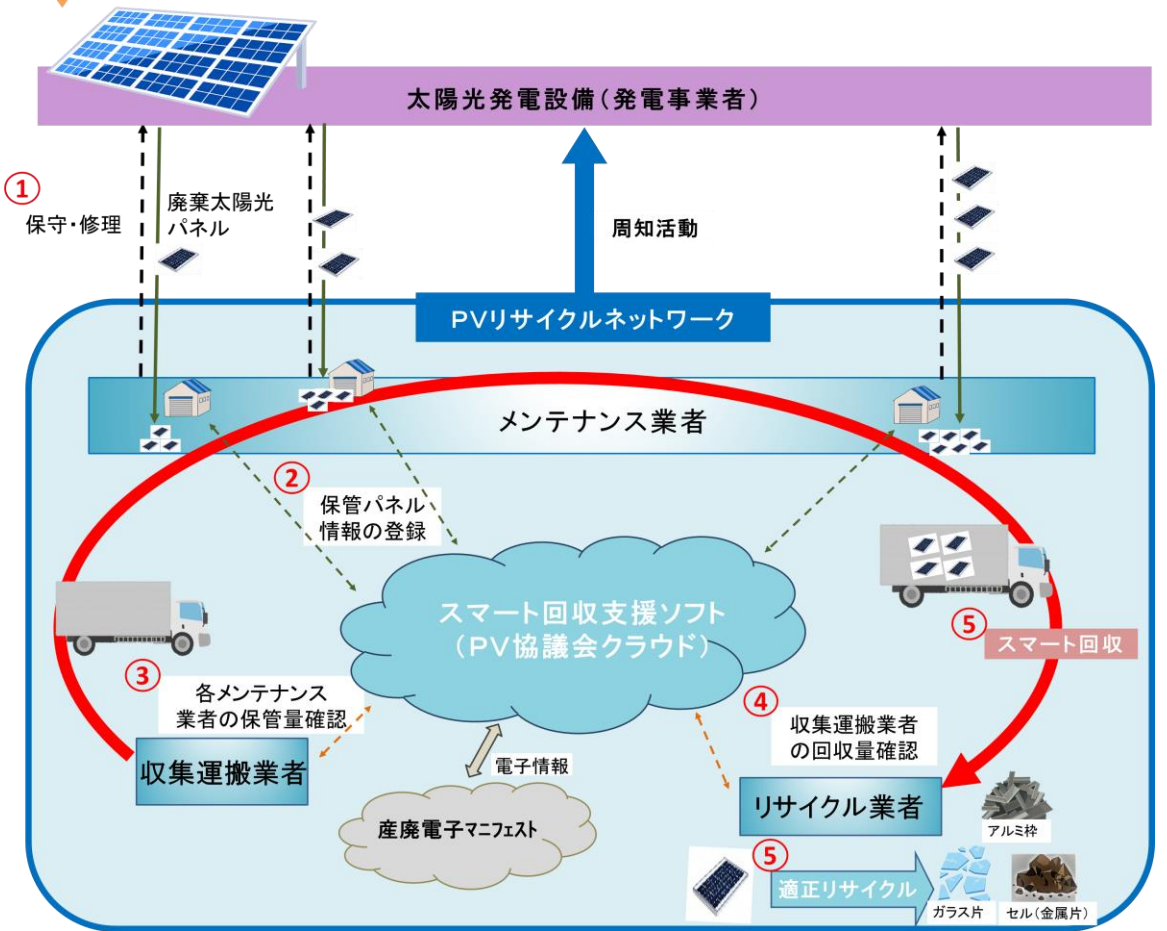 太陽光発電設備(発電事業者)
①
保守・修理
廃棄太陽光
パネル
周知活動
PVリサイクルネットワーク
メンテナンス業者
②
保管パネル
情報の登録
スマート回収支援ソフト
(PV協議会クラウド)
⑤
スマート回収
③
各メンテナンス
業者の保管量確認
④
収集運搬業者
の回収量確認
収集運搬業者
電子情報
産廃電子マニフェスト
リサイクル業者
アルミ枠
⑤
適正リサイクル
ガラス片
セル(金属片)